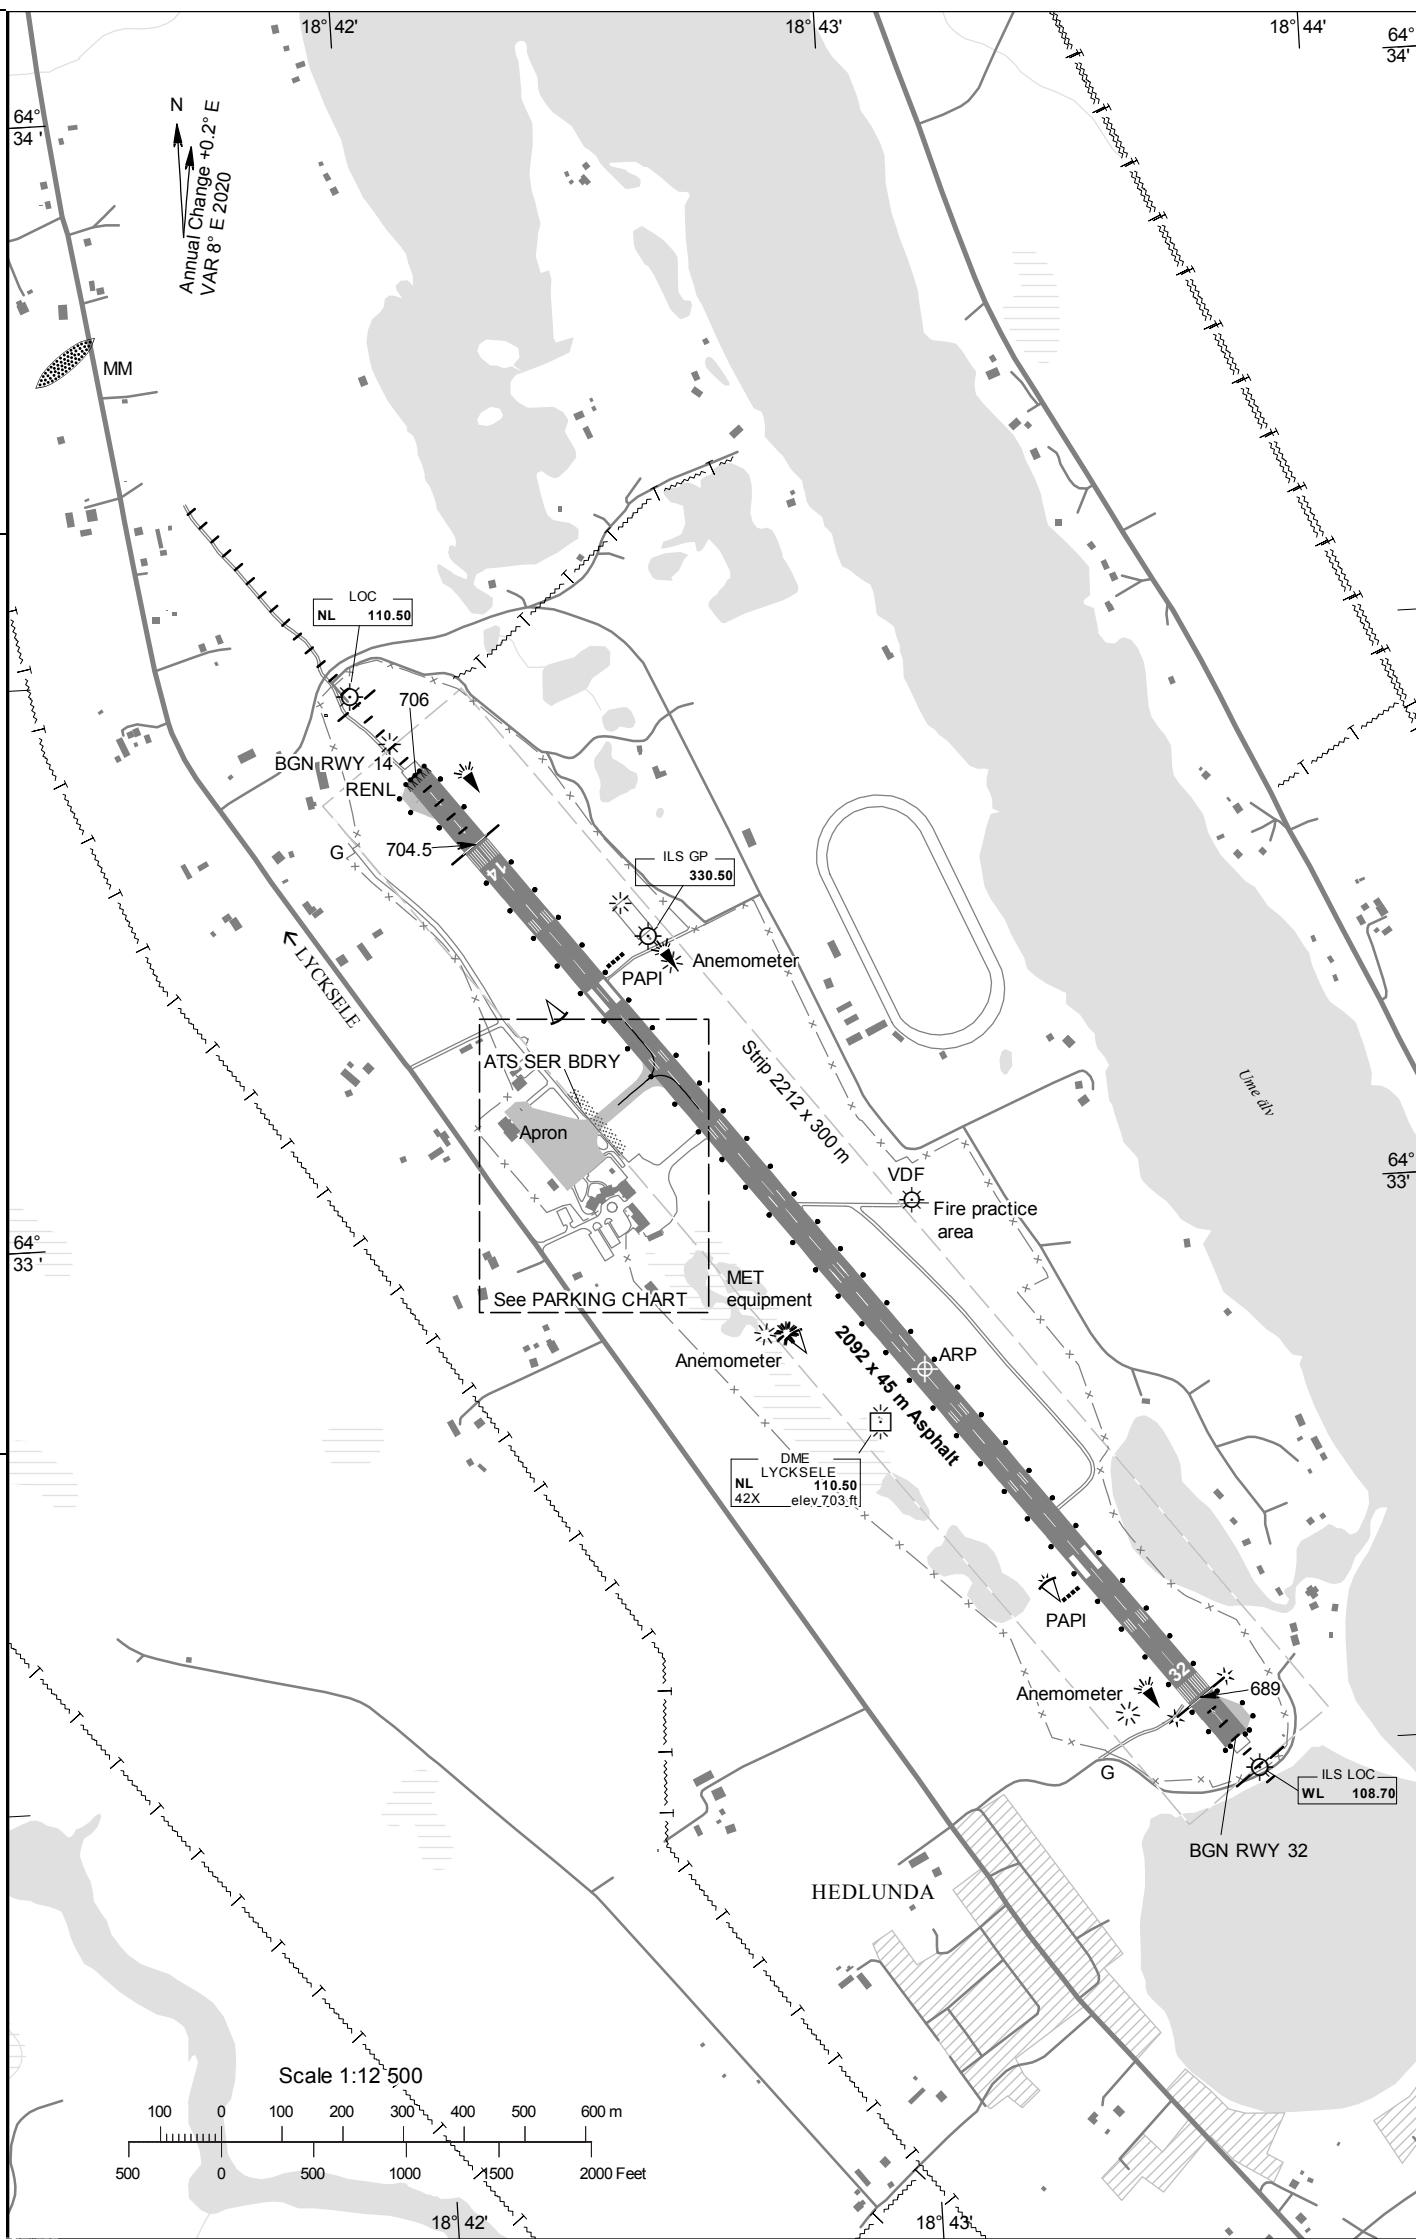 18° 42'
18° 43'
18° 44'
64°
34'
64°
34 '
N
Annual Change +0.2° E
VAR 8° E 2020
MM
LOC
NL 110.50
706
BGN RWY 14
RENL
G
704.5
14
ILS GP
330.50
LYCKSELE
PAPI
Anemometer
ATS SER BDRY
Apron
Strip 2212 x 300 m
Ume älv
64°
33'
VDF
Fire practice
area
64°
33 '
See PARKING CHART
MET
equipment
Anemometer
ARP
2092 x 45 m Asphalt
DME
LYCKSELE
NL 110.50
42X elev 703 ft
PAPI
32
Anemometer
689
G
ILS LOC
WL 108.70
BGN RWY 32
HEDLUNDA
Scale 1:12 500
100 0 100 200 300 400 500 600 m
500 0 500 1000 1500 2000 Feet
18° 42'
18° 43'